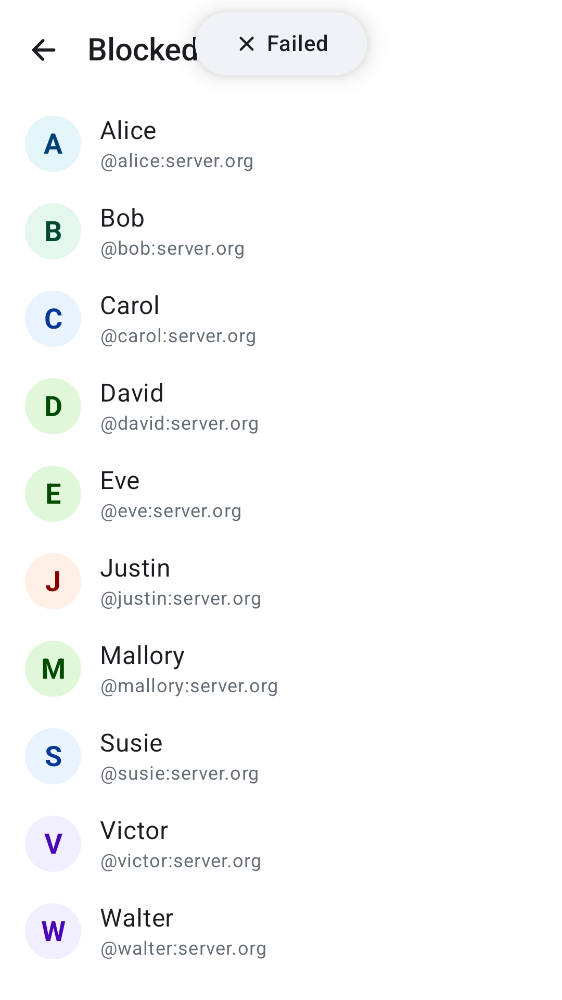 Blocked
Failed
A
Alice
@alice:server.org
B
Bob
@bob:server.org
C
Carol
@carol:server.org
D
David
@david:server.org
E
Eve
@eve:server.org
J
Justin
@justin:server.org
M
Mallory
@mallory:server.org
S
Susie
@susie:server.org
V
Victor
@victor:server.org
W
Walter
@walter:server.org